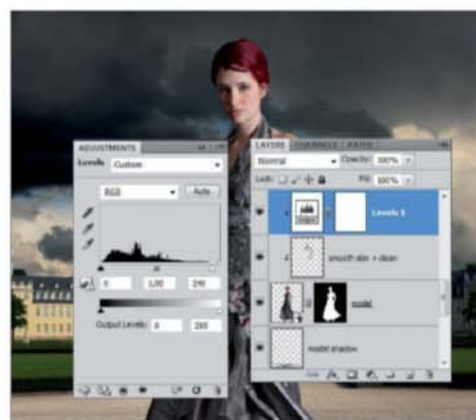 ADJUSTMENTS
Levels Custom
RGB Auto
0 1.00
Output Levels: 0 255
LAYERS CHANNELS PATHS
Normal Opacity: 100%
Lock: Fill: 100%
Levels 1
smooth skin + clean
model
model shadow